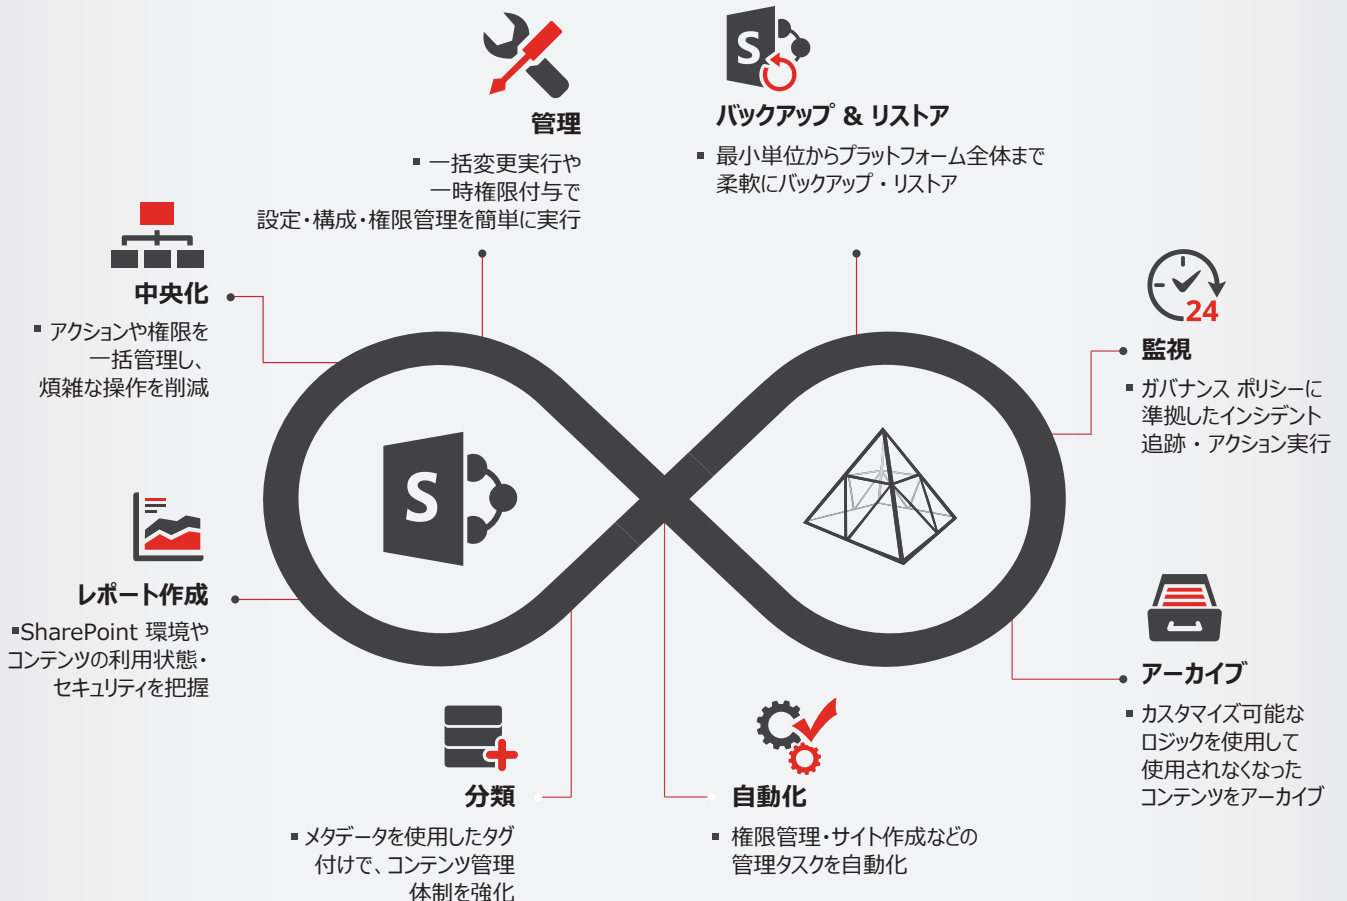 管理
▪ 一括変更実行や
一時権限付与で
設定・構成・権限管理を簡単に実行
S
バックアップ & リストア
▪ 最小単位からプラットフォーム全体まで
柔軟にバックアップ・リストア
中央化
▪ アクションや権限を
一括管理し、
煩雑な操作を削減
24
監視
▪ ガバナンス ポリシーに
準拠したインシデント
追跡・アクション実行
S
レポート作成
▪SharePoint 環境や
コンテンツの利用状態・
セキュリティを把握
アーカイブ
▪ カスタマイズ可能な
ロジックを使用して
使用されなくなった
コンテンツをアーカイブ
分類
▪ メタデータを使用したタグ
付けで、コンテンツ管理
体制を強化
自動化
▪ 権限管理・サイト作成などの
管理タスクを自動化